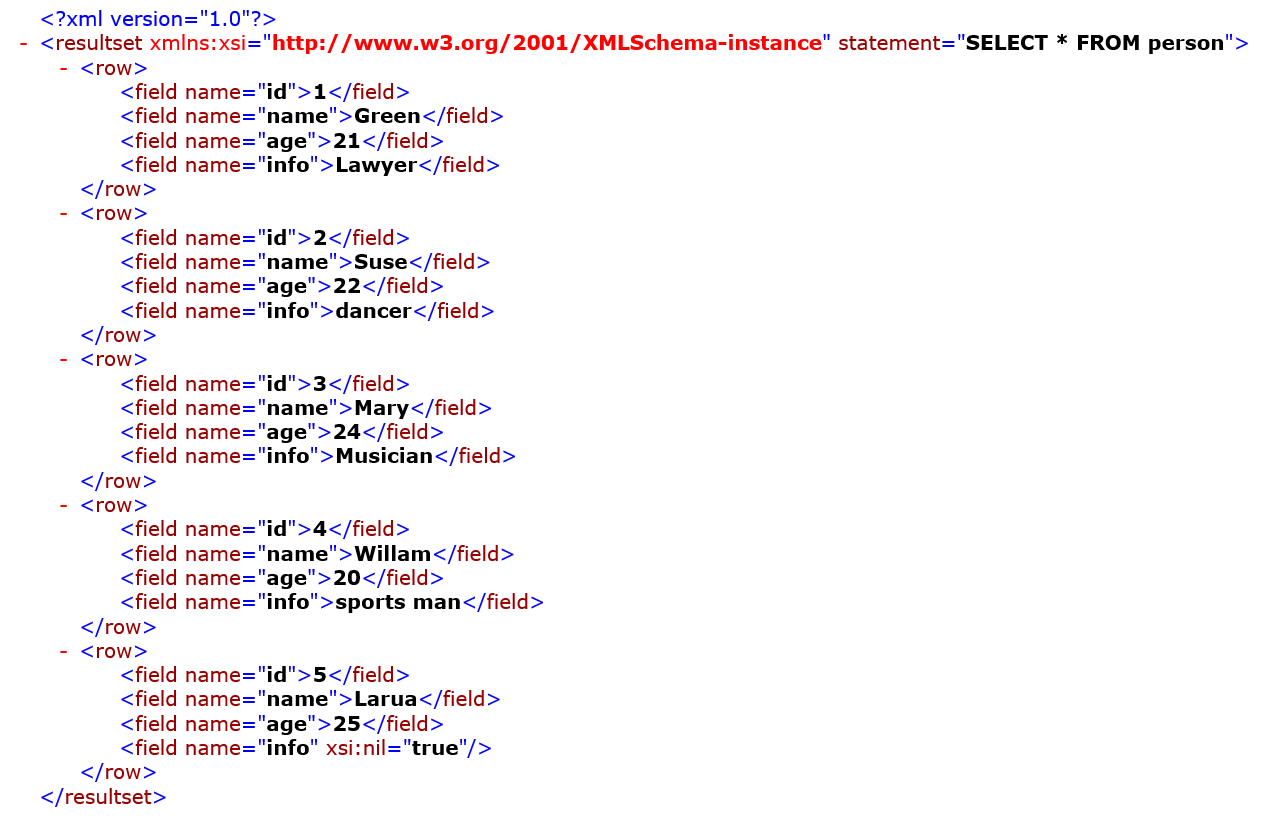 <?xml version="1.0"?>
- <resultset xmlns:xsi="http://www.w3.org/2001/XMLSchema-instance" statement="SELECT * FROM person">
- <row>
<field name="id">1</field>
<field name="name">Green</field>
<field name="age">21</field>
<field name="info">Lawyer</field>
</row>
- <row>
<field name="id">2</field>
<field name="name">Suse</field>
<field name="age">22</field>
<field name="info">dancer</field>
</row>
- <row>
<field name="id">3</field>
<field name="name">Mary</field>
<field name="age">24</field>
<field name="info">Musician</field>
</row>
- <row>
<field name="id">4</field>
<field name="name">Willam</field>
<field name="age">20</field>
<field name="info">sports man</field>
</row>
- <row>
<field name="id">5</field>
<field name="name">Larua</field>
<field name="age">25</field>
<field name="info" xsi:nil="true"/>
</row>
</resultset>